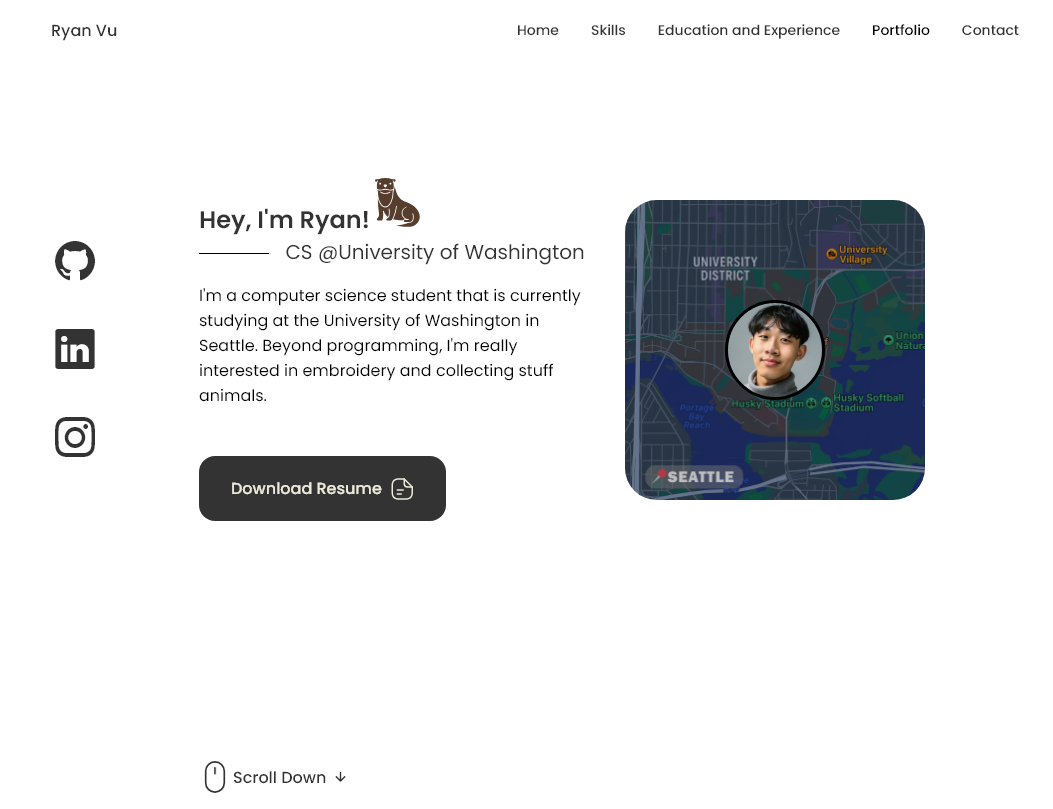 Ryan Vu
Home
Skills
Education and Experience
Portfolio
Contact
Hey, I'm Ryan!
CS @University of Washington
I'm a computer science student that is currently
studying at the University of Washington in
Seattle. Beyond programming, I'm really
interested in embroidery and collecting stuff
animals.
Download Resume
UNIVERSITY
DISTRICT
University
Village
Union
Natura
Husky Stadium
Husky Softball
Stadium
Portage
Bay
Reach
SEATTLE
in
Scroll Down